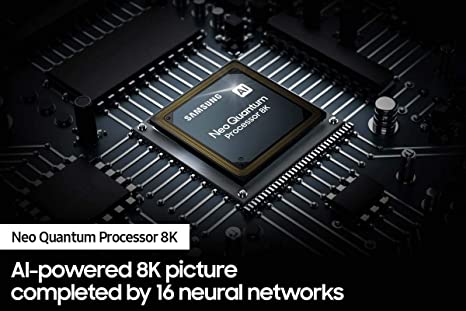 SAMSUNG
AI
Neo Quantum
Processor 8K
Neo Quantum Processor 8K
AI-powered 8K picture
completed by 16 neural networks